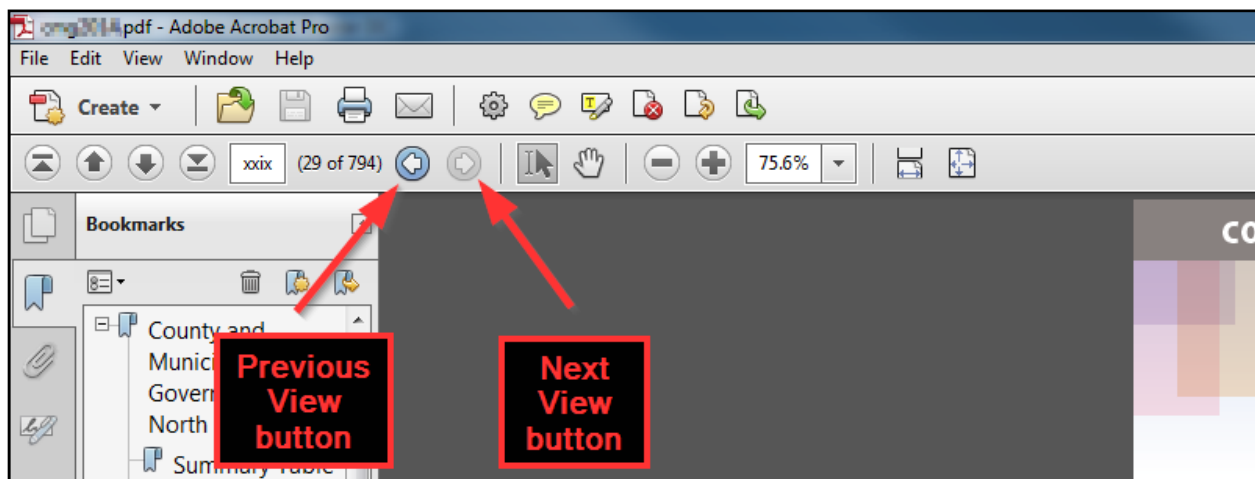 .pdf - Adobe Acrobat Pro
File Edit View Window Help
Create
xxix (29 of 794) 75.6%
Bookmarks
CO
County and
Munici
Govern
North
Summary Table
Previous
View
button
Next
View
button